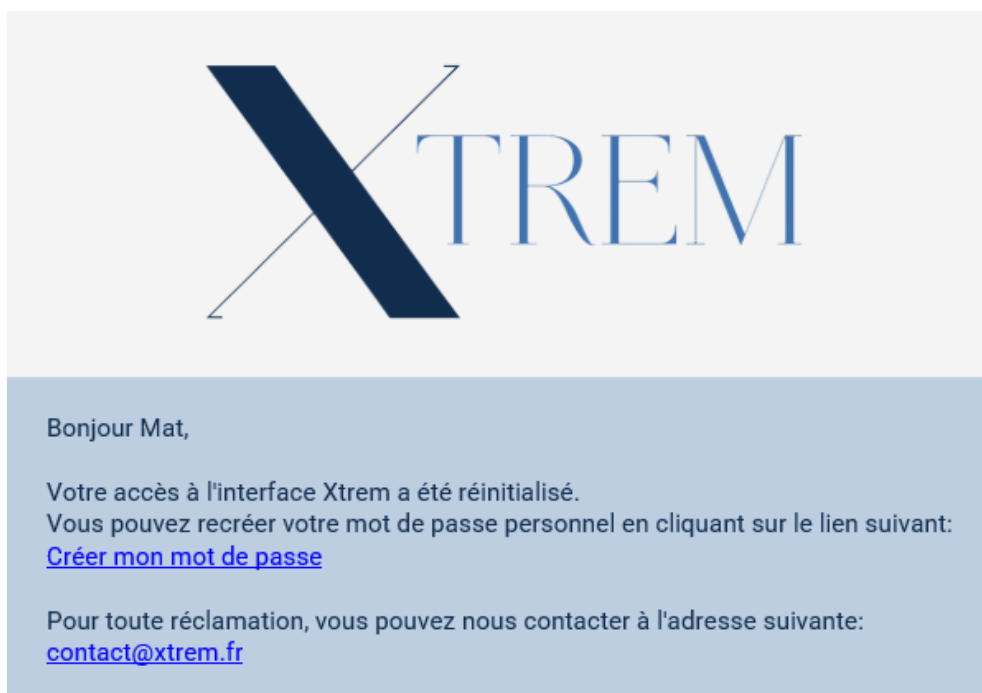 XTREM
Bonjour Mat,
Votre accès à l'interface Xtrem a été réinitialisé.
Vous pouvez recréer votre mot de passe personnel en cliquant sur le lien suivant:
Créer mon mot de passe
Pour toute réclamation, vous pouvez nous contacter à l'adresse suivante:
contact@xtrem.fr